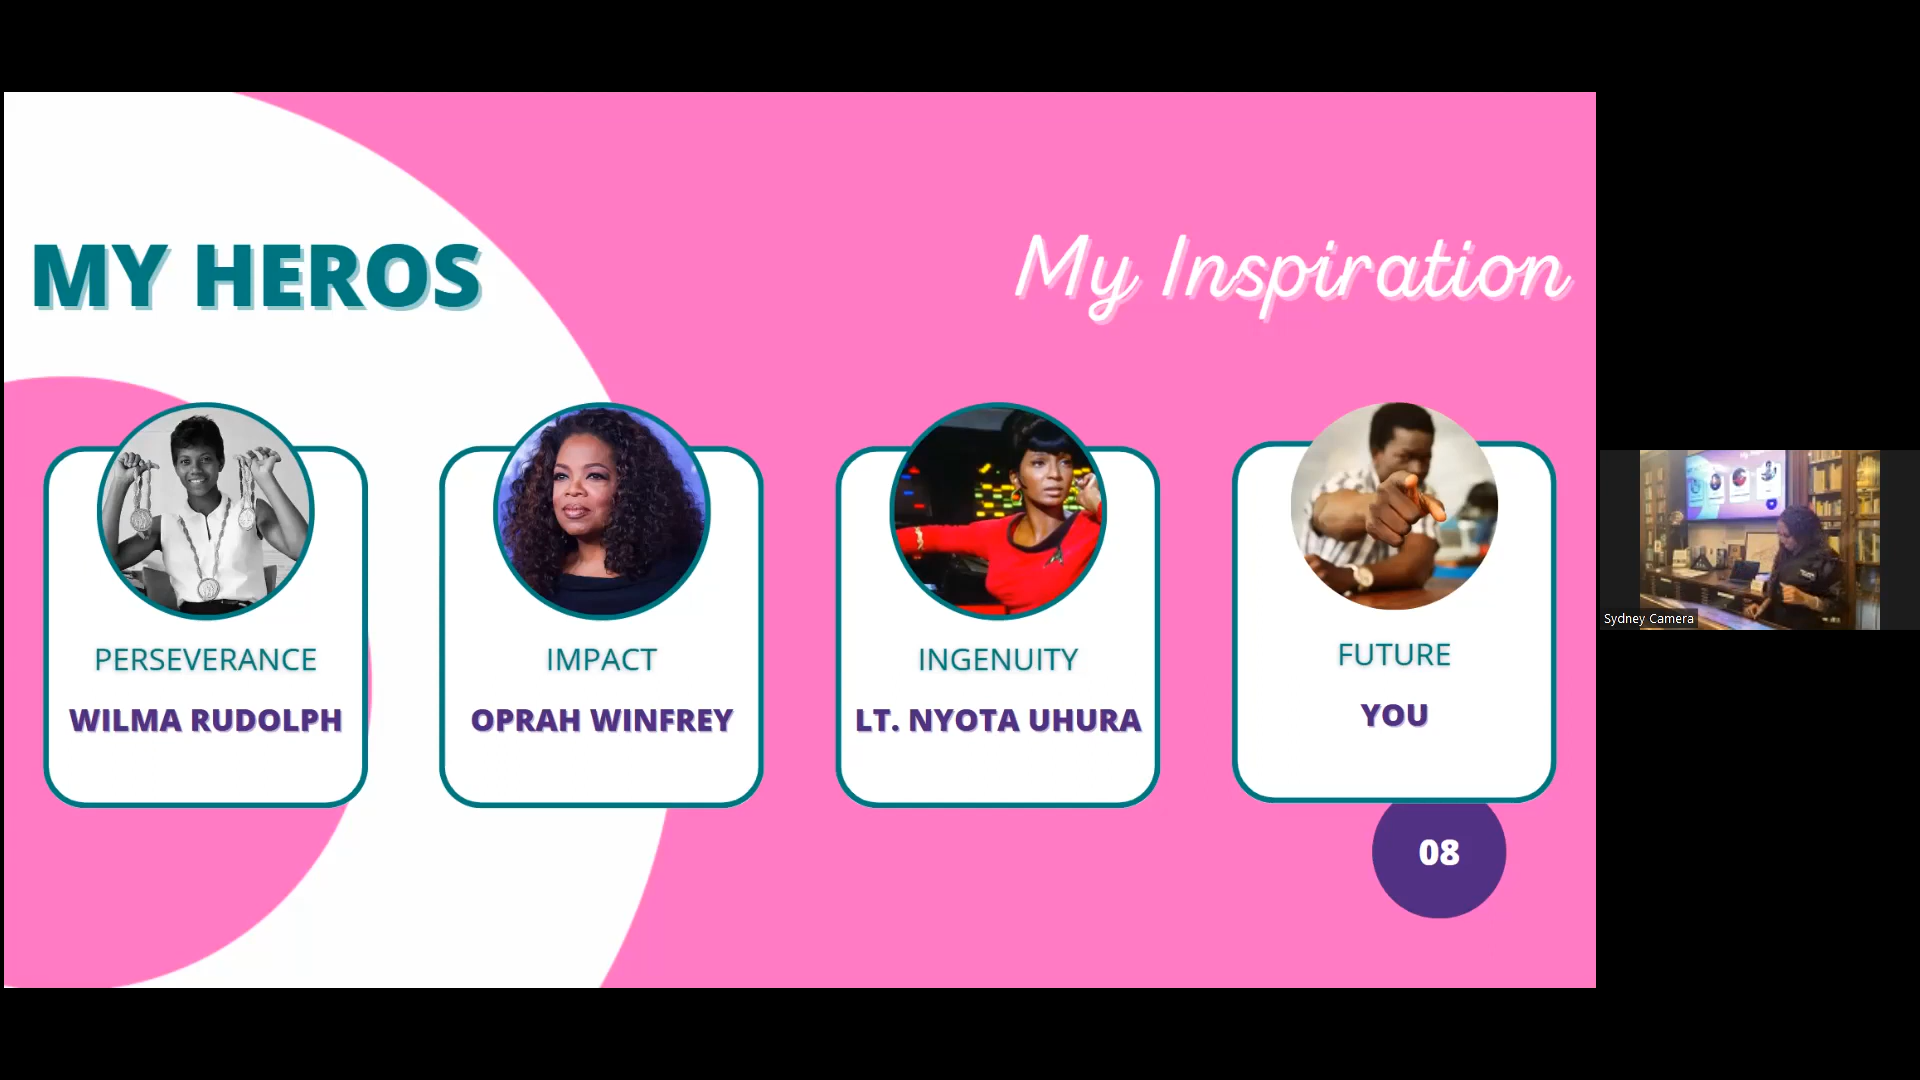 MY HEROS
My Inspiration
PERSEVERANCE
WILMA RUDOLPH
IMPACT
OPRAH WINFREY
INGENUITY
LT. NYOTA UHURA
FUTURE
YOU
08
Sydney Camera